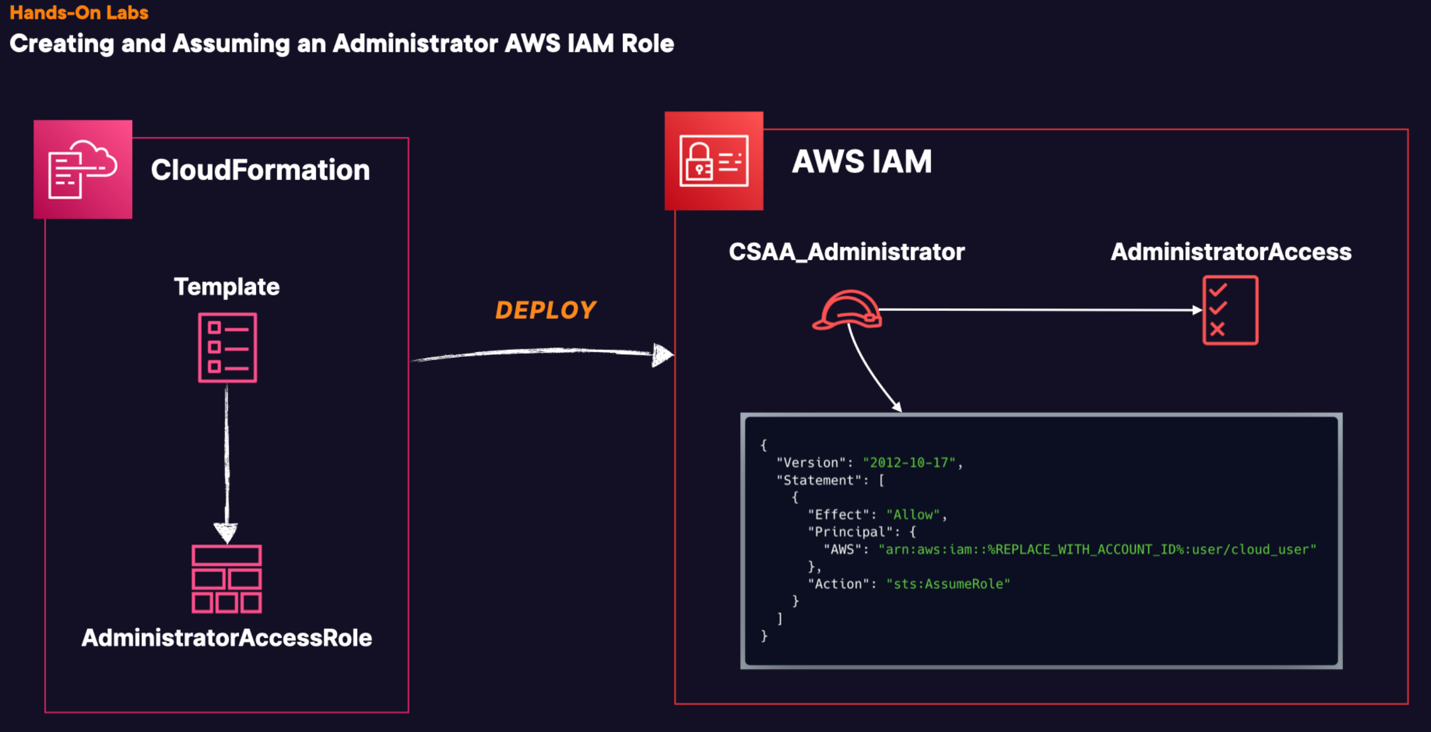 Hands-On Labs
Creating and Assuming an Administrator AWS IAM Role
CloudFormation
Template
AdministratorAccessRole
DEPLOY
AWS IAM
CSAA_Administrator
AdministratorAccess
{
  "Version": "2012-10-17",
  "Statement": [
    {
      "Effect": "Allow",
      "Principal": {
        "AWS": "arn:aws:iam::%REPLACE_WITH_ACCOUNT_ID%:user/cloud_user"
      },
      "Action": "sts:AssumeRole"
    }
  ]
}